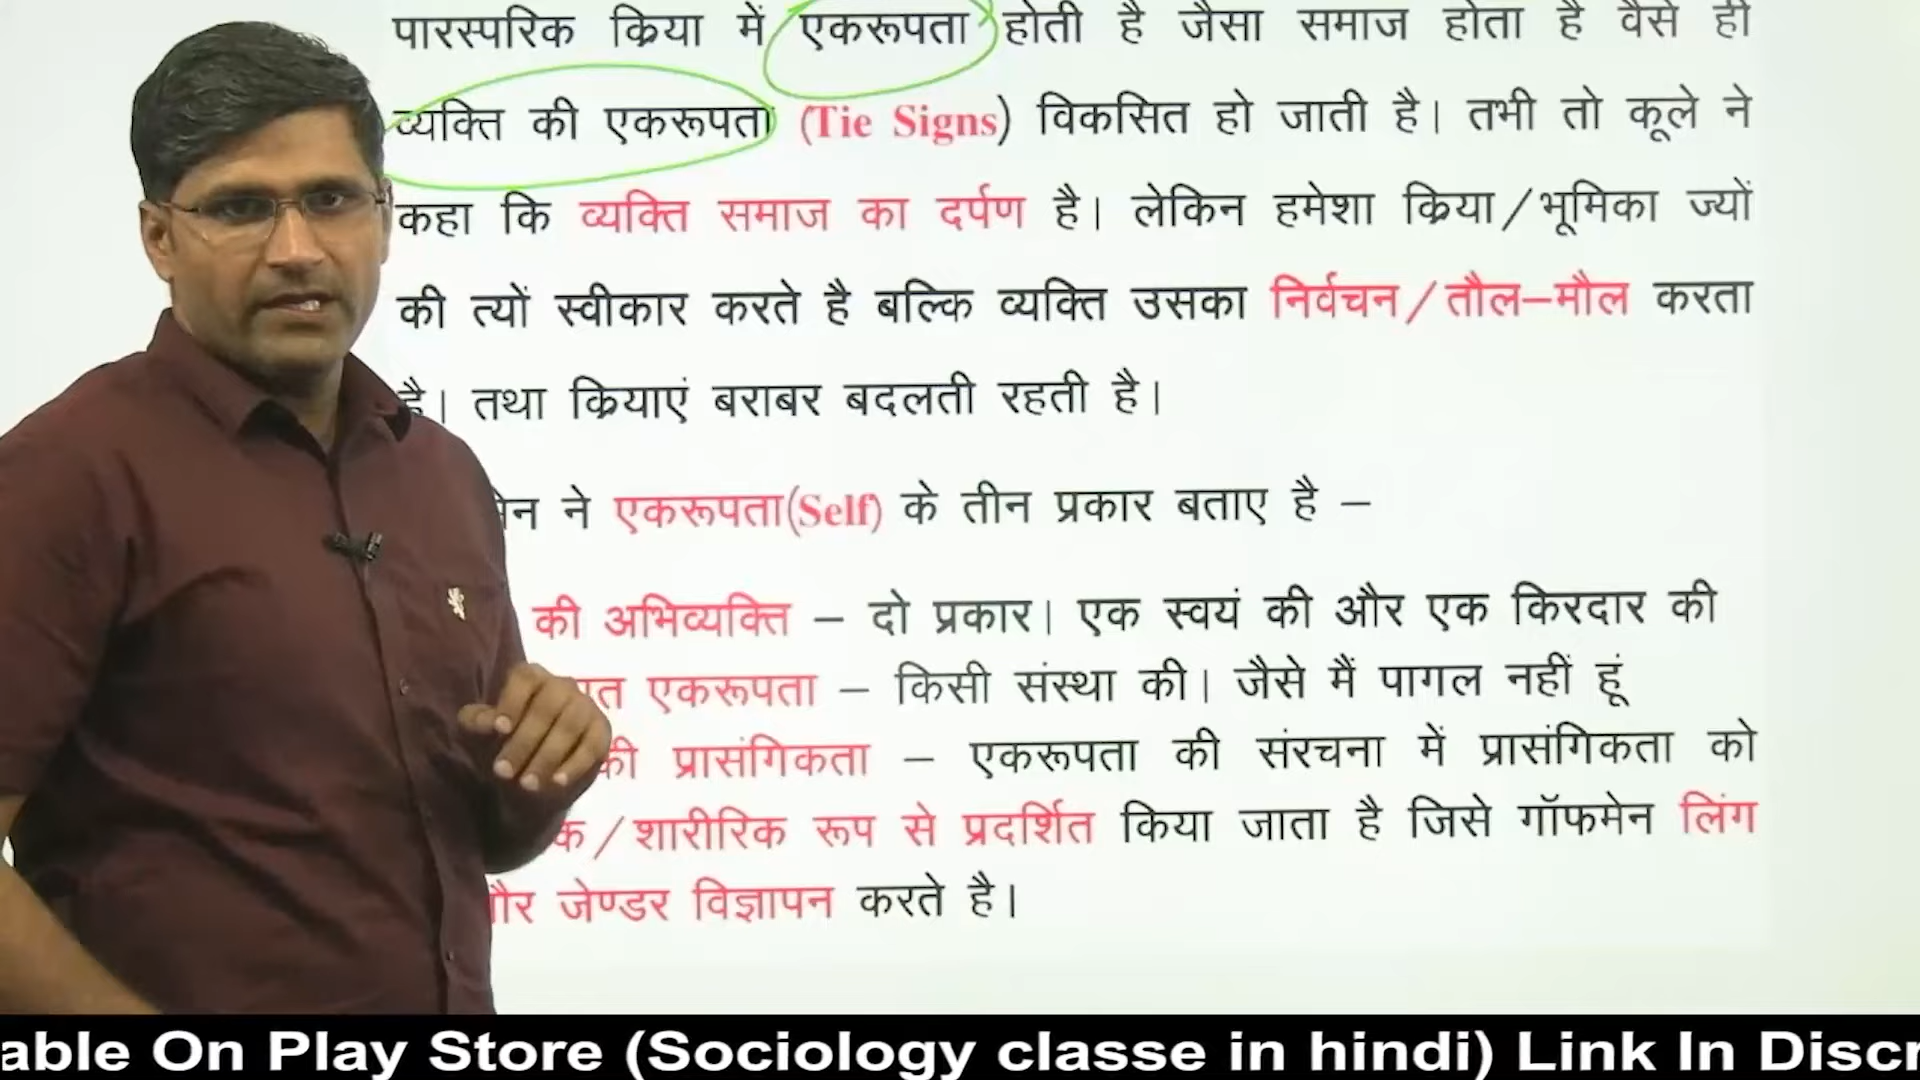 पारस्परिक क्रिया में एकरूपता होती है जैसा समाज होता है वैसे ही
व्यक्ति की एकरूपता (Tie Signs) विकसित हो जाती है। तभी तो कूले ने
कहा कि व्यक्ति समाज का दर्पण है। लेकिन हमेशा क्रिया/भूमिका ज्यों
की त्यों स्वीकार करते है बल्कि व्यक्ति उसका निर्वचन/तौल–मौल करता
है। तथा क्रियाएं बराबर बदलती रहती है।
ने एकरूपता(Self) के तीन प्रकार बताए है –
की अभिव्यक्ति – दो प्रकार। एक स्वयं की और एक किरदार की
एकरूपता – किसी संस्था की। जैसे मैं पागल नहीं हूं
की प्रासंगिकता – एकरूपता की संरचना में प्रासंगिकता को
/शारीरिक रूप से प्रदर्शित किया जाता है जिसे गॉफमेन लिंग
और जेण्डर विज्ञापन करते है।
able On Play Store (Sociology classe in hindi) Link In Discr